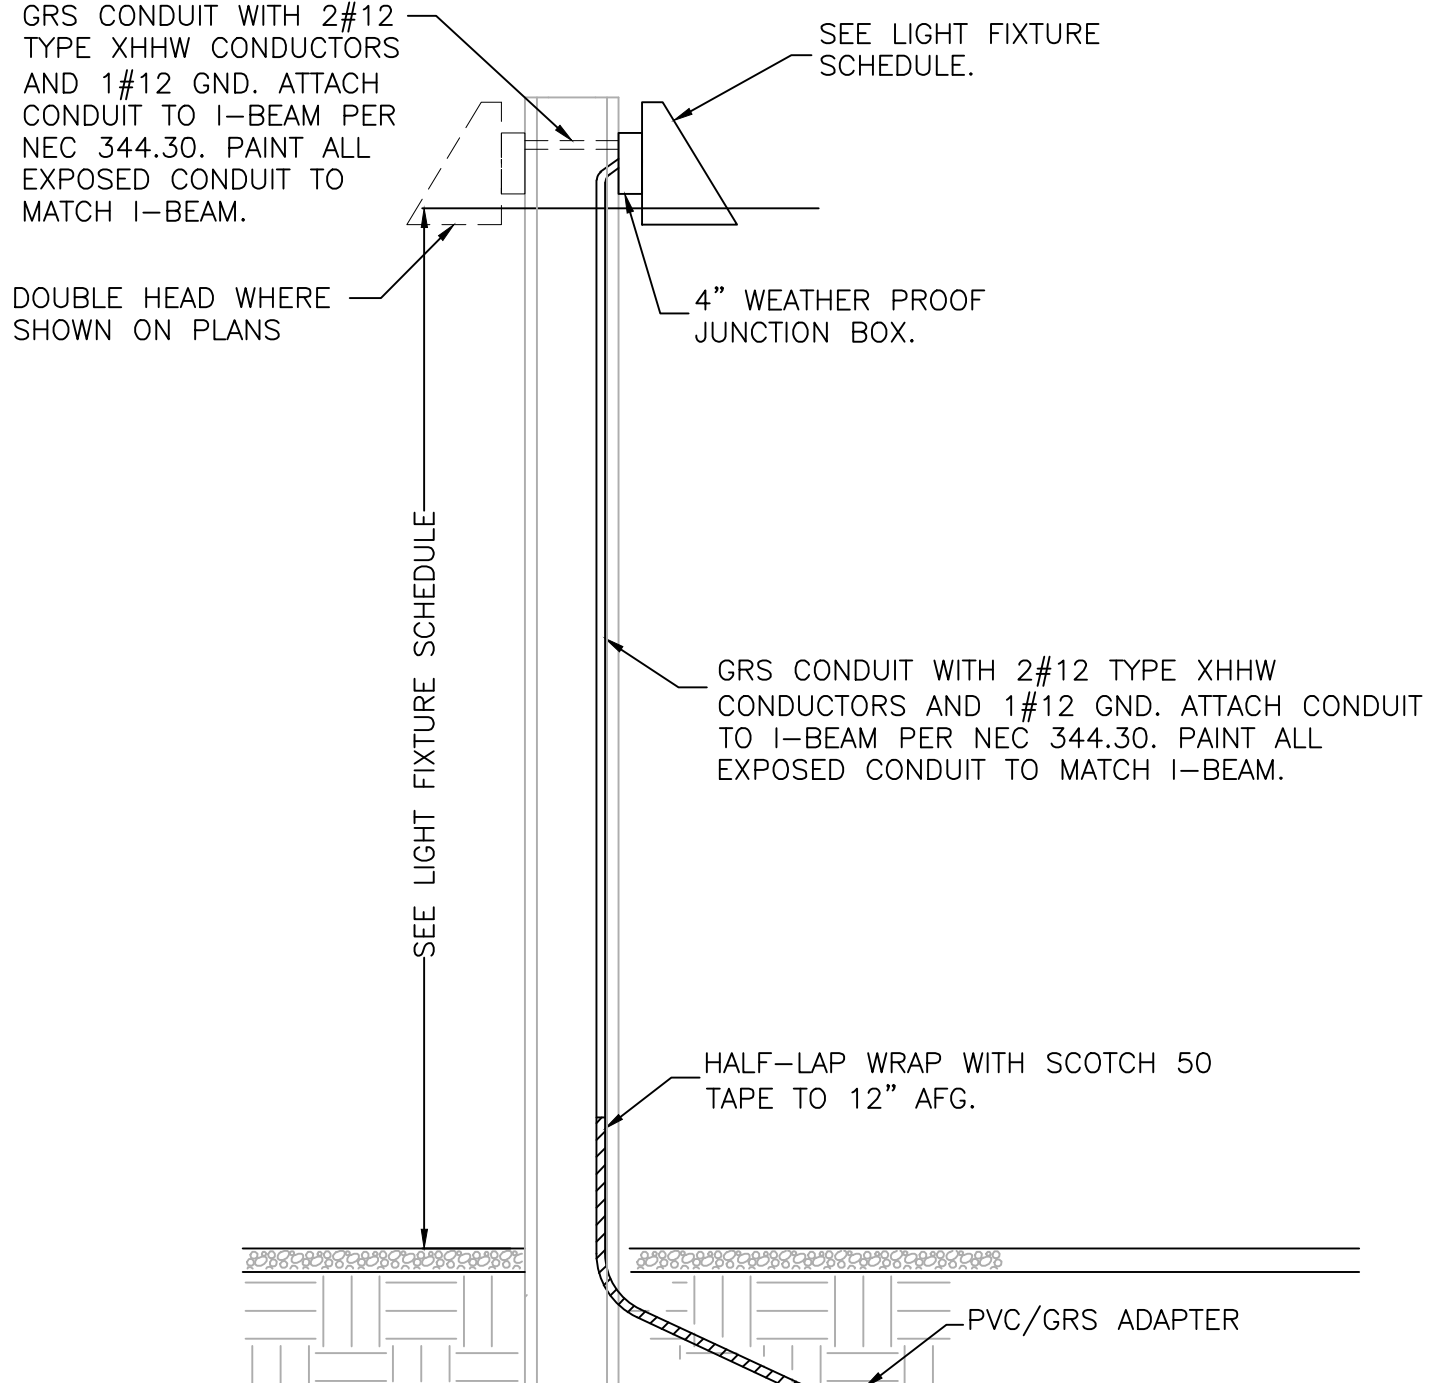 GRS CONDUIT WITH 2#12
TYPE XHHW CONDUCTORS
AND 1#12 GND. ATTACH
CONDUIT TO I-BEAM PER
NEC 344.30. PAINT ALL
EXPOSED CONDUIT TO
MATCH I-BEAM.
SEE LIGHT FIXTURE
SCHEDULE.
DOUBLE HEAD WHERE
SHOWN ON PLANS
4" WEATHER PROOF
JUNCTION BOX.
SEE LIGHT FIXTURE SCHEDULE
GRS CONDUIT WITH 2#12 TYPE XHHW
CONDUCTORS AND 1#12 GND. ATTACH CONDUIT
TO I-BEAM PER NEC 344.30. PAINT ALL
EXPOSED CONDUIT TO MATCH I-BEAM.
HALF-LAP WRAP WITH SCOTCH 50
TAPE TO 12" AFG.
PVC/GRS ADAPTER